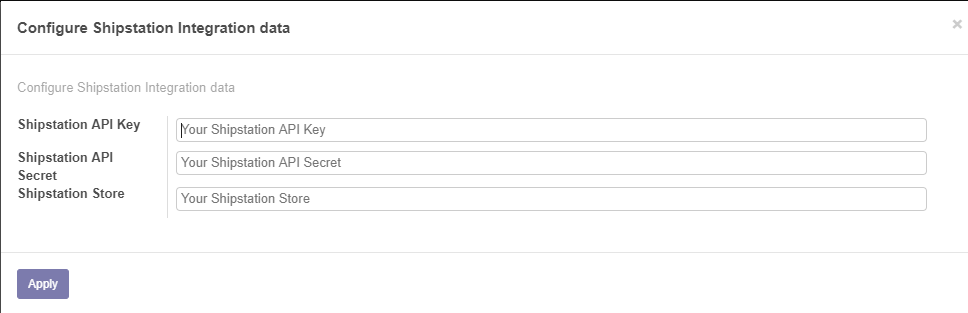 Configure Shipstation Integration data
×
Configure Shipstation Integration data
Shipstation API Key
Your Shipstation API Key
Shipstation API
Secret
Your Shipstation API Secret
Shipstation Store
Your Shipstation Store
Apply